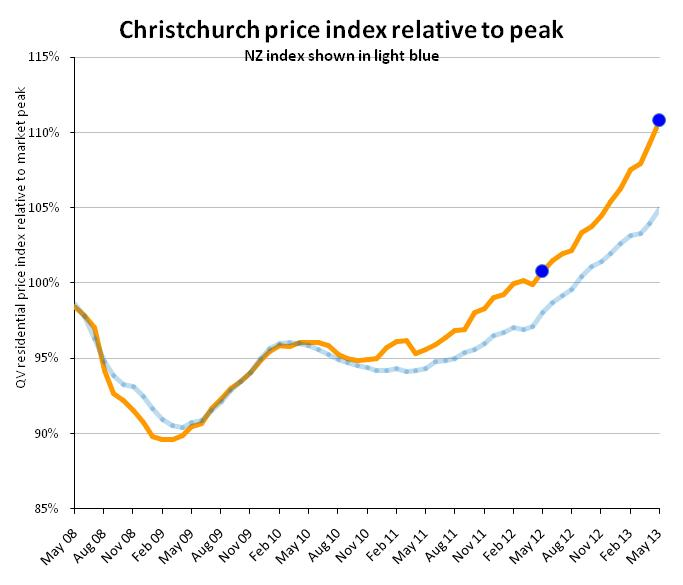 Christchurch price index relative to peak
NZ index shown in light blue
QV residential price index relative to market peak
115%
110%
105%
100%
95%
90%
85%
May 08
Aug 08
Nov 08
Feb 09
May 09
Aug 09
Nov 09
Feb 10
May 10
Aug 10
Nov 10
Feb 11
May 11
Aug 11
Nov 11
Feb 12
May 12
Aug 12
Nov 12
Feb 13
May 13